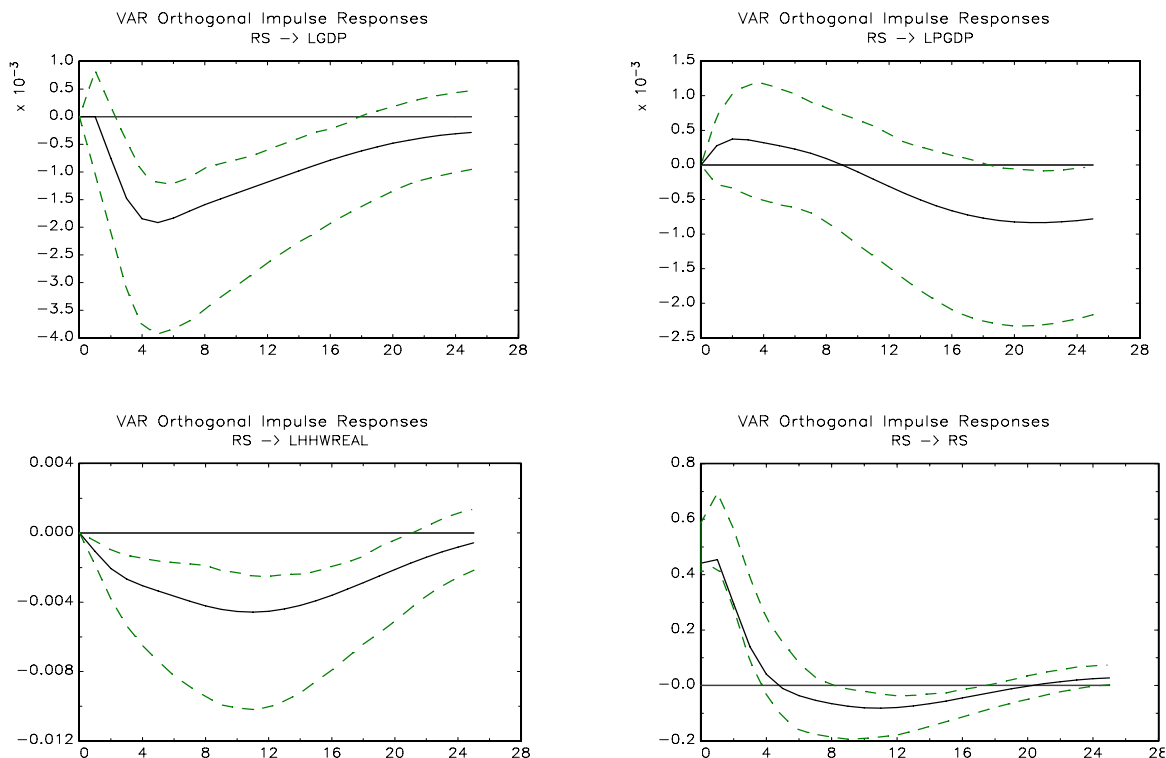 VAR Orthogonal Impulse Responses
RS -> LGDP
x 10-3
1.0
0.5
0.0
-0.5
-1.0
-1.5
-2.0
-2.5
-3.0
-3.5
-4.0
0 4 8 12 16 20 24 28
VAR Orthogonal Impulse Responses
RS -> LPGDP
x 10-3
1.5
1.0
0.5
0.0
-0.5
-1.0
-1.5
-2.0
-2.5
0 4 8 12 16 20 24 28
VAR Orthogonal Impulse Responses
RS -> LHHWREAL
0.004
0.000
-0.004
-0.008
-0.012
0 4 8 12 16 20 24 28
VAR Orthogonal Impulse Responses
RS -> RS
0.8
0.6
0.4
0.2
-0.0
-0.2
0 4 8 12 16 20 24 28